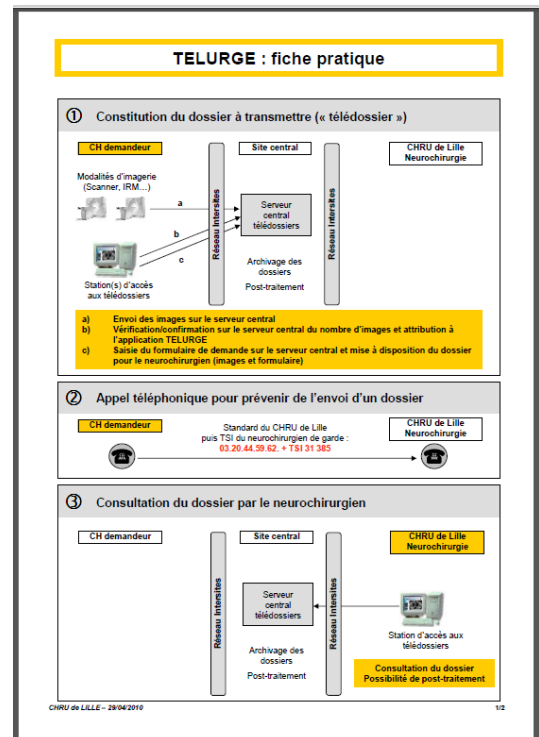 TELURGE : fiche pratique
① Constitution du dossier à transmettre (« télédossier »)
CH demandeur
Site central
CHRU de Lille
Neurochirurgie
Modalités d'imagerie
(Scanner, IRM…)
a
b
c
Réseau Intersites
Serveur
central
télédossiers
Réseau Intersites
Station(s) d'accès
aux télédossiers
Archivage des
dossiers
Post-traitement
a) Envoi des images sur le serveur central
b) Vérification/confirmation sur le serveur central du nombre d'images et attribution à
l'application TELURGE
c) Saisie du formulaire de demande sur le serveur central et mise à disposition du dossier
pour le neurochirurgien (images et formulaire)
② Appel téléphonique pour prévenir de l'envoi d'un dossier
CH demandeur
Standard du CHRU de Lille
puis TSI du neurochirurgien de garde :
03.20.44.59.62. + TSI 31 385
CHRU de Lille
Neurochirurgie
③ Consultation du dossier par le neurochirurgien
CH demandeur
Site central
CHRU de Lille
Neurochirurgie
Réseau Intersites
Serveur
central
télédossiers
Réseau Intersites
Archivage des
dossiers
Post-traitement
Station d'accès aux
télédossiers
Consultation du dossier
Possibilité de post-traitement
CHRU de LILLE – 29/04/2010
1/2